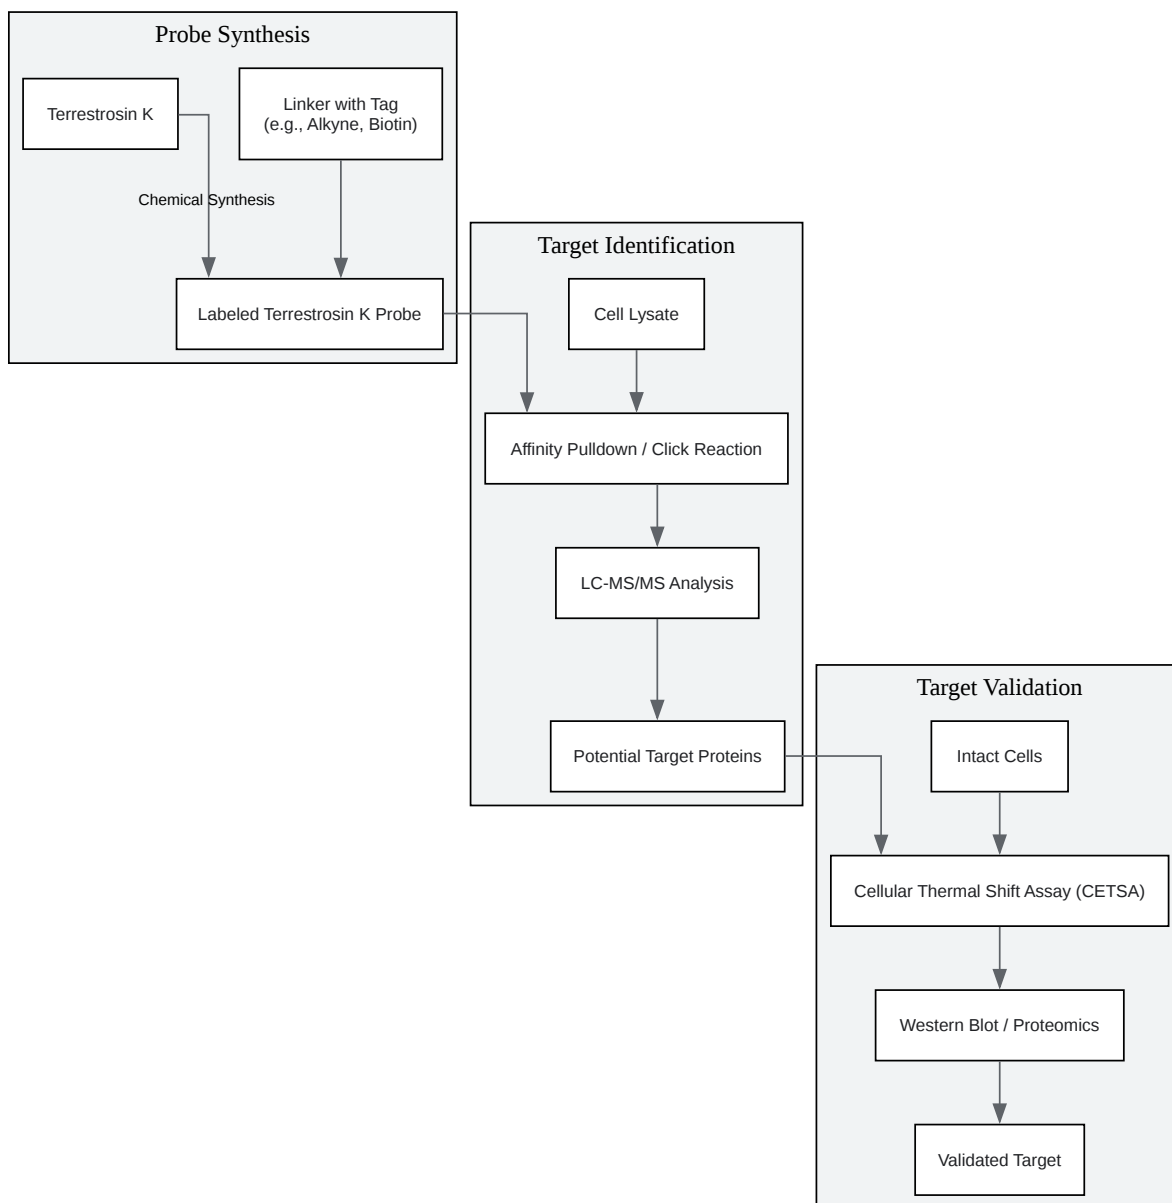 Probe Synthesis
Terrestrosin K
Linker with Tag
(e.g., Alkyne, Biotin)
Chemical Synthesis
Labeled Terrestrosin K Probe
Target Identification
Cell Lysate
Affinity Pulldown / Click Reaction
LC-MS/MS Analysis
Potential Target Proteins
Target Validation
Intact Cells
Cellular Thermal Shift Assay (CETSA)
Western Blot / Proteomics
Validated Target